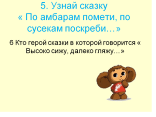 5. Узнай сказку
« По амбарам помети, по
сусекам поскреби…»
6 Кто герой сказки в которой говорится «
Высоко сижу, далеко гляжу…»